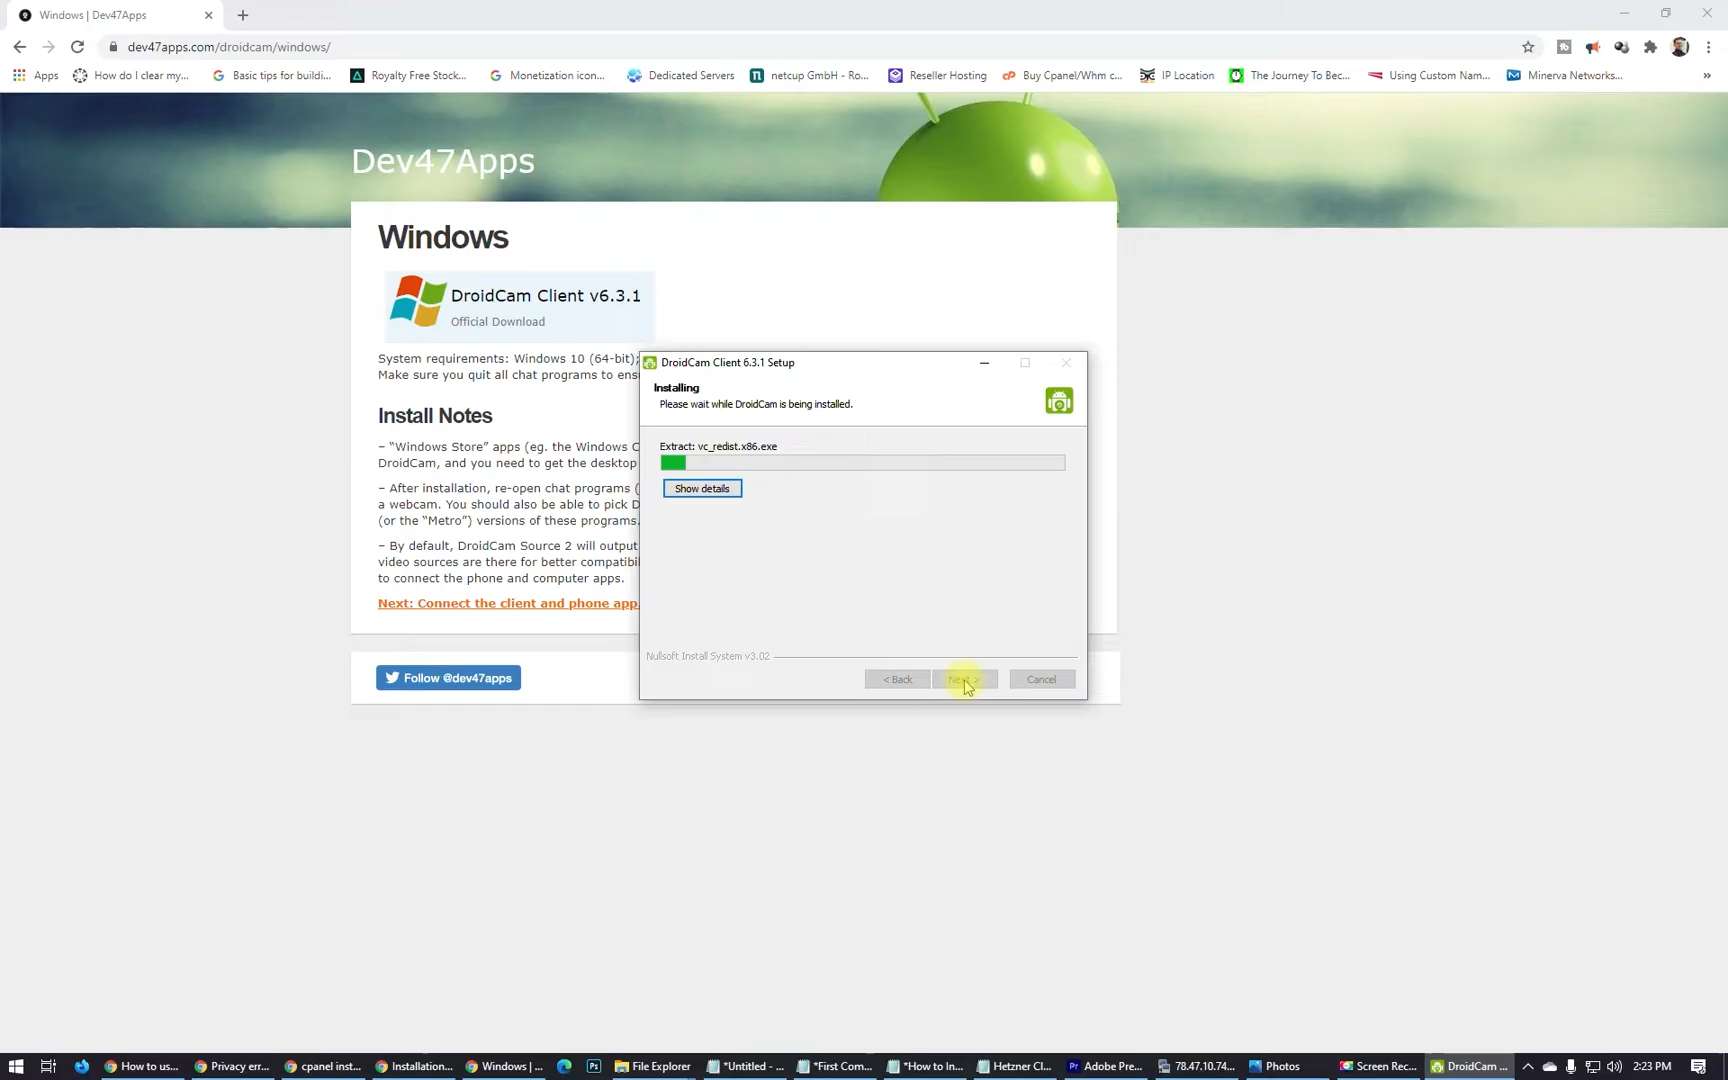 Windows | Dev47Apps
dev47apps.com/droidcam/windows/
Apps
How do I clear my...
Basic tips for buildi...
Royalty Free Stock...
Monetization icon...
Dedicated Servers
netcup GmbH - Ro...
Reseller Hosting
Buy Cpanel/Whm c...
IP Location
The Journey To Bec...
Using Custom Nam...
Minerva Networks...
»
Dev47Apps
Windows
DroidCam Client v6.3.1
Official Download
System requirements: Windows 10 (64-bit);
Make sure you quit all chat programs to ens
Install Notes
– “Windows Store” apps (eg. the Windows C
DroidCam, and you need to get the desktop
– After installation, re-open chat programs (
a webcam. You should also be able to pick D
(or the “Metro”) versions of these programs.
– By default, DroidCam Source 2 will output
video sources are there for better compatibi
to connect the phone and computer apps.
Next: Connect the client and phone app.
Follow @dev47apps
DroidCam Client 6.3.1 Setup
Installing
Please wait while DroidCam is being installed.
Extract: vc_redist.x86.exe
Show details
Nullsoft Install System v3.02
< Back
Next >
Cancel
How to us...
Privacy err...
cpanel inst...
Installation...
Windows | ...
File Explorer
*Untitled - ...
*First Com...
*How to In...
Hetzner Cl...
Adobe Pre...
78.47.10.74...
Photos
Screen Rec...
DroidCam ...
2:23 PM